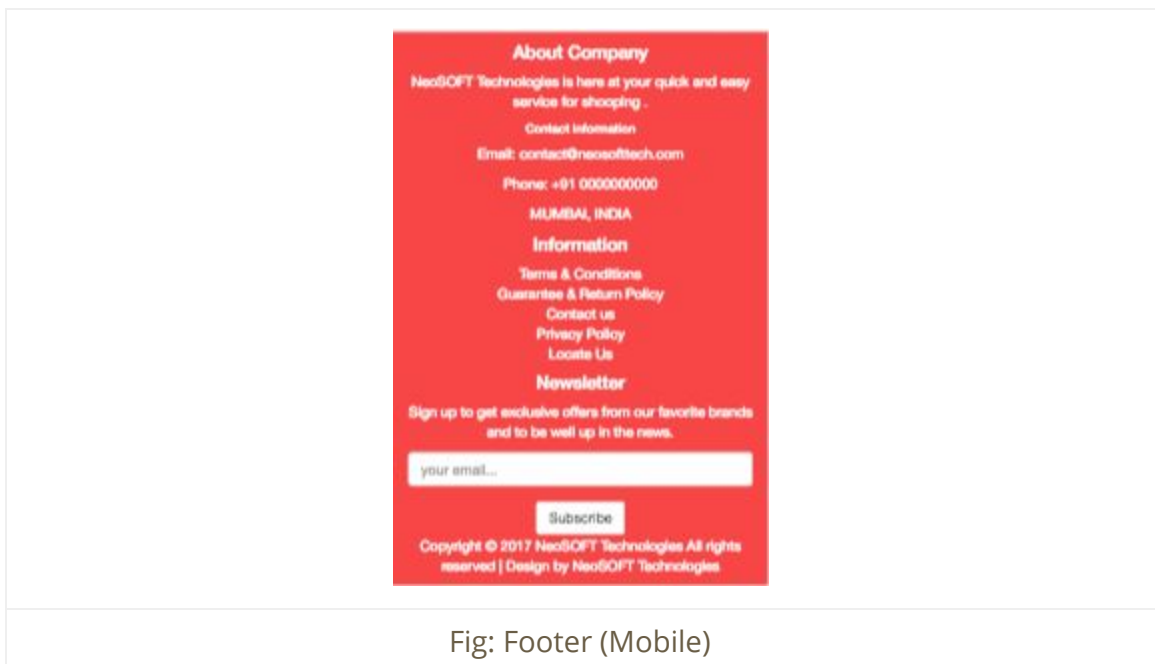 About Company
NeoSOFT Technologies is here at your quick and easy
service for shooping .
Contact Information
Email: contact@neosofttech.com
Phone: +91 0000000000
MUMBAI, INDIA
Information
Terms & Conditions
Guarantee & Return Policy
Contact us
Privacy Policy
Locate Us
Newsletter
Sign up to get exclusive offers from our favorite brands
and to be well up in the news.
your email...
Subscribe
Copyright © 2017 NeoSOFT Technologies All rights
reserved | Design by NeoSOFT Technologies
Fig: Footer (Mobile)